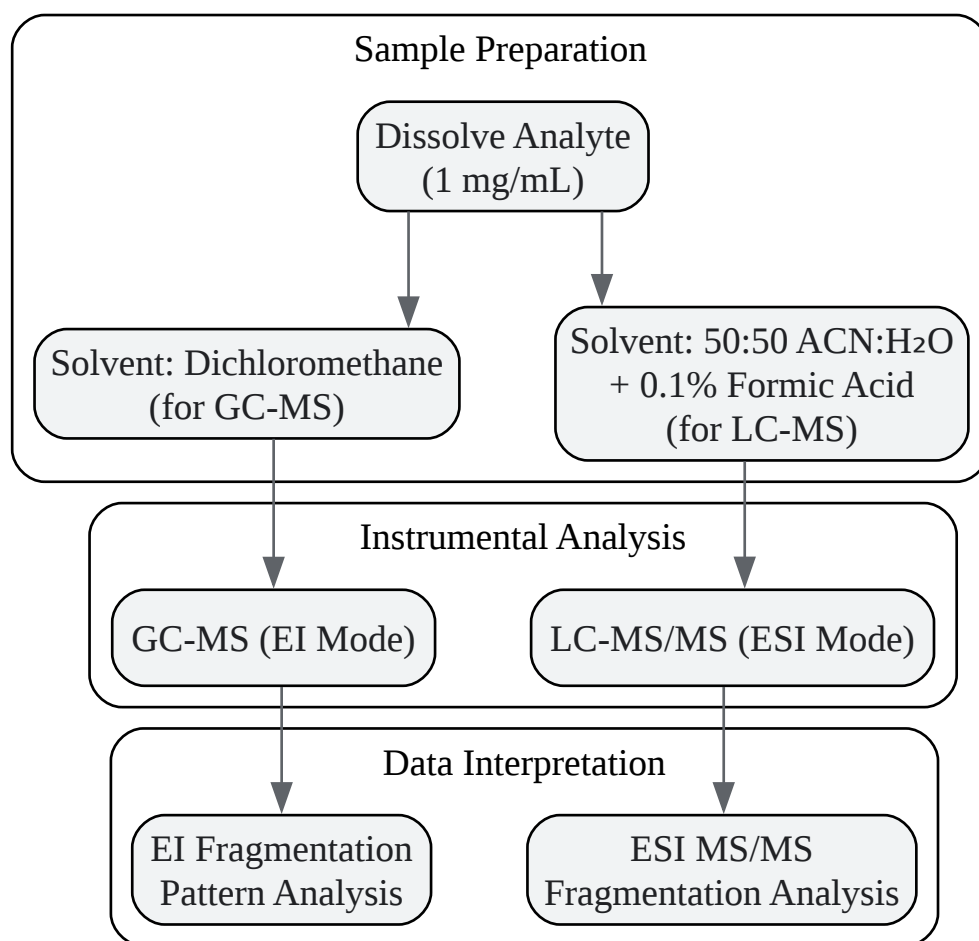 Sample Preparation
Dissolve Analyte
(1 mg/mL)
Solvent: Dichloromethane
(for GC-MS)
Solvent: 50:50 ACN:H₂O
+ 0.1% Formic Acid
(for LC-MS)
Instrumental Analysis
GC-MS (EI Mode)
LC-MS/MS (ESI Mode)
Data Interpretation
EI Fragmentation
Pattern Analysis
ESI MS/MS
Fragmentation Analysis